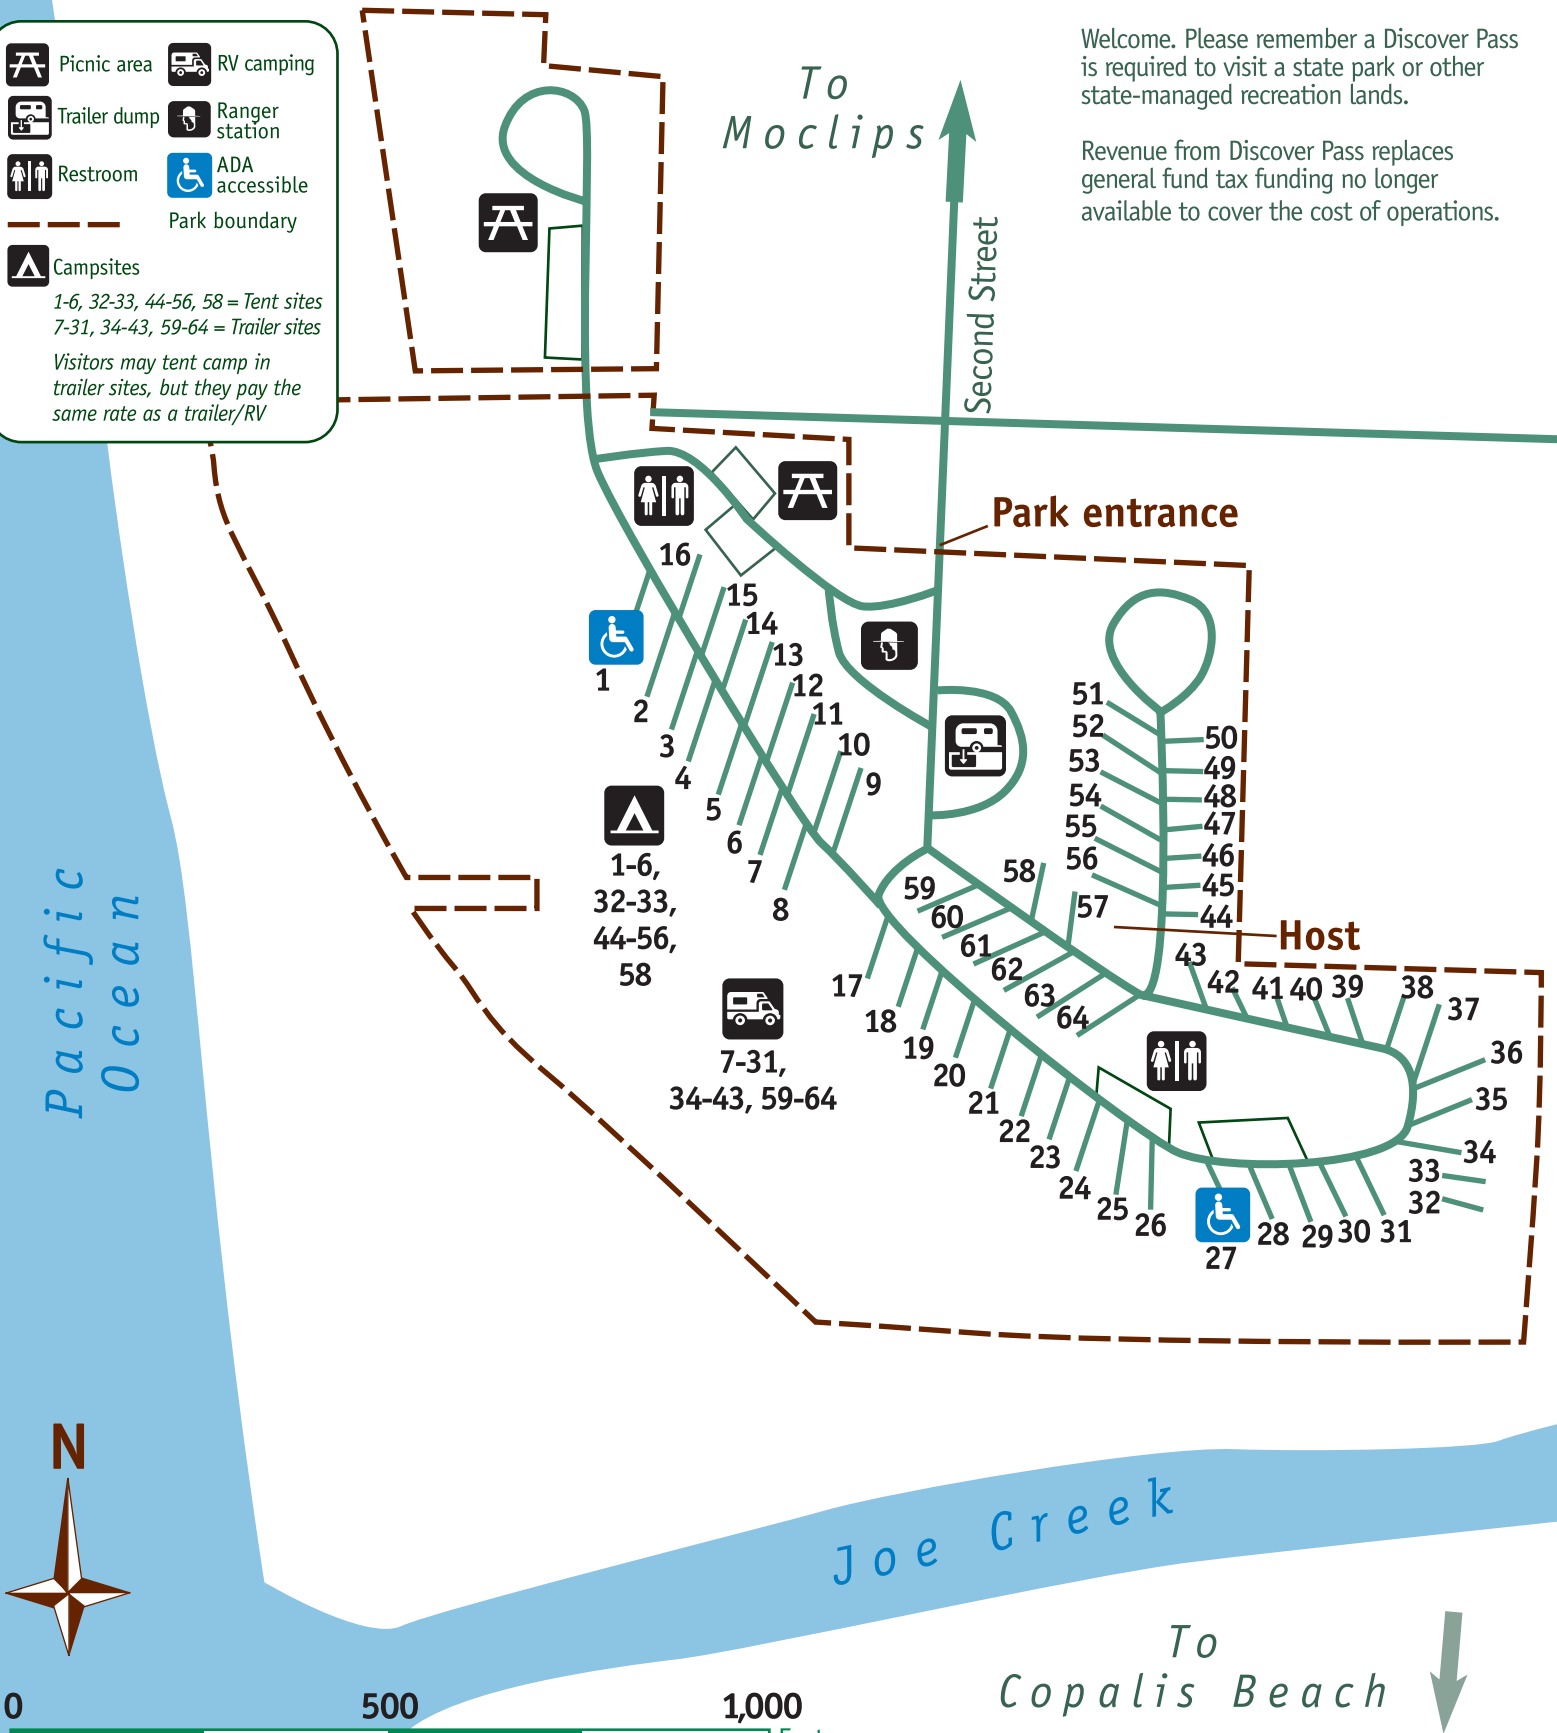 Picnic area
RV camping
Trailer dump
Ranger
station
Restroom
ADA
accessible
Park boundary
Campsites
1-6, 32-33, 44-56, 58 = Tent sites
7-31, 34-43, 59-64 = Trailer sites
Visitors may tent camp in
trailer sites, but they pay the
same rate as a trailer/RV
To
Moclips
Welcome. Please remember a Discover Pass
is required to visit a state park or other
state-managed recreation lands.
Revenue from Discover Pass replaces
general fund tax funding no longer
available to cover the cost of operations.
Second Street
Park entrance
16
15
14
13
12
11
10
9
1
2
3
4
5
6
7
8
1-6,
32-33,
44-56,
58
7-31,
34-43, 59-64
51
52
53
54
55
56
50
49
48
47
46
45
44
58
57
59
60
61
62
63
64
Host
43
42
41
40
39
38
37
36
35
34
33
32
17
18
19
20
21
22
23
24
25
26
27
28
29
30
31
Pacific
Ocean
N
Joe Creek
To
Copalis Beach
0
500
1,000